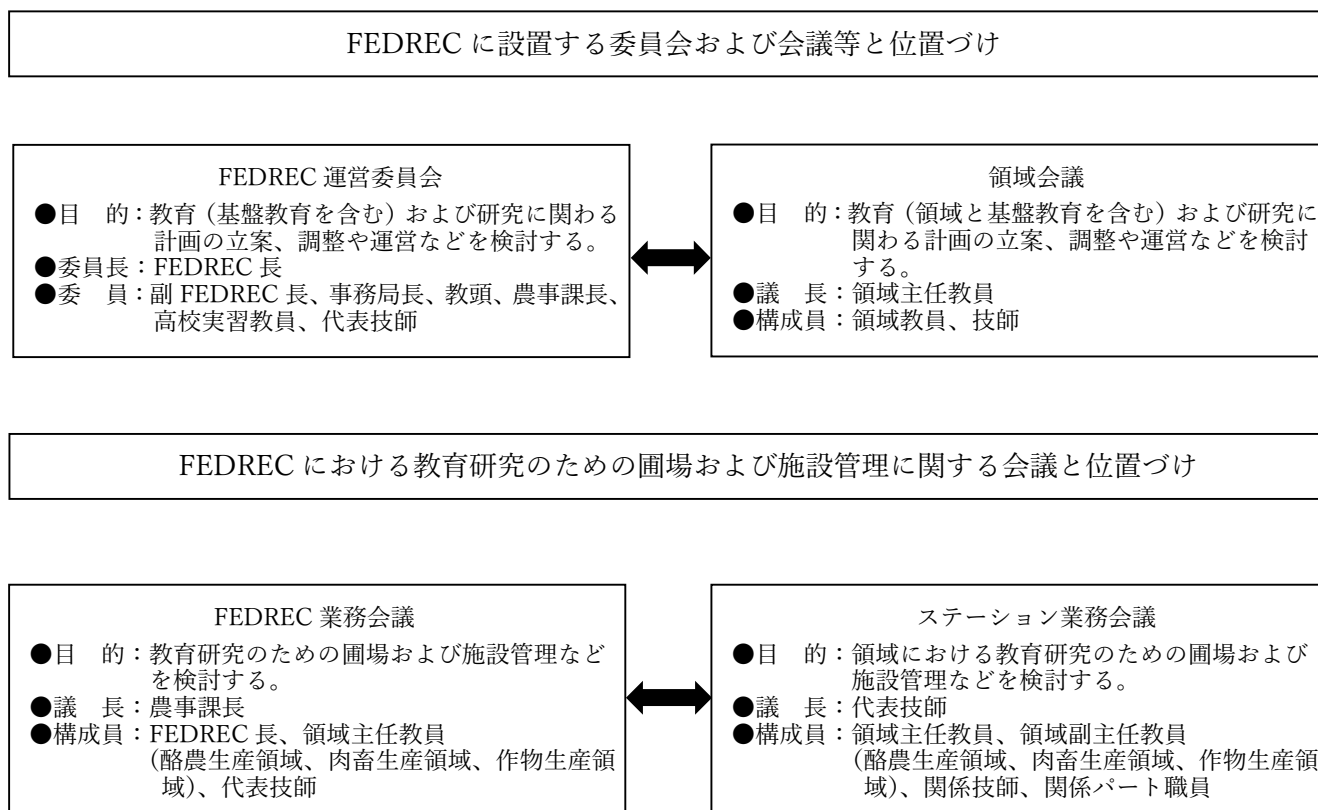 FEDREC に設置する委員会および会議等と位置づけ
FEDREC 運営委員会
●目　的：教育（基盤教育を含む）および研究に関わる
計画の立案、調整や運営などを検討する。
●委員長：FEDREC 長
●委　員：副 FEDREC 長、事務局長、教頭、農事課長、
高校実習教員、代表技師
領域会議
●目　的：教育（領域と基盤教育を含む）および研究に
関わる計画の立案、調整や運営などを検討
する。
●議　長：領域主任教員
●構成員：領域教員、技師
FEDREC における教育研究のための圃場および施設管理に関する会議と位置づけ
FEDREC 業務会議
●目　的：教育研究のための圃場および施設管理など
を検討する。
●議　長：農事課長
●構成員：FEDREC 長、領域主任教員
(酪農生産領域、肉畜生産領域、作物生産領
域)、代表技師
ステーション業務会議
●目　的：領域における教育研究のための圃場および
施設管理などを検討する。
●議　長：代表技師
●構成員：領域主任教員、領域副主任教員
(酪農生産領域、肉畜生産領域、作物生産領
域)、関係技師、関係パート職員